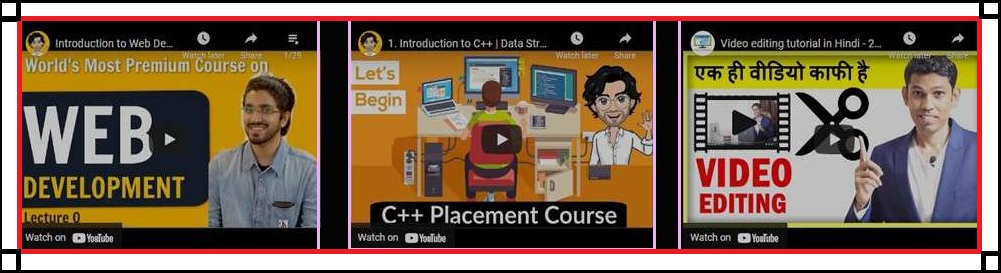 Introduction to Web De...
Watch later
Share
1/29
World's Most Premium Course on
WEB
DEVELOPMENT
Lecture 0
Watch on YouTube
1. Introduction to C++ | Data Str...
Watch later
Share
Let's
Begin
C++ Placement Course
Watch on YouTube
Video editing tutorial in Hindi - 2...
Watch later
Share
एक ही वीडियो काफी है
VIDEO
EDITING
Watch on YouTube